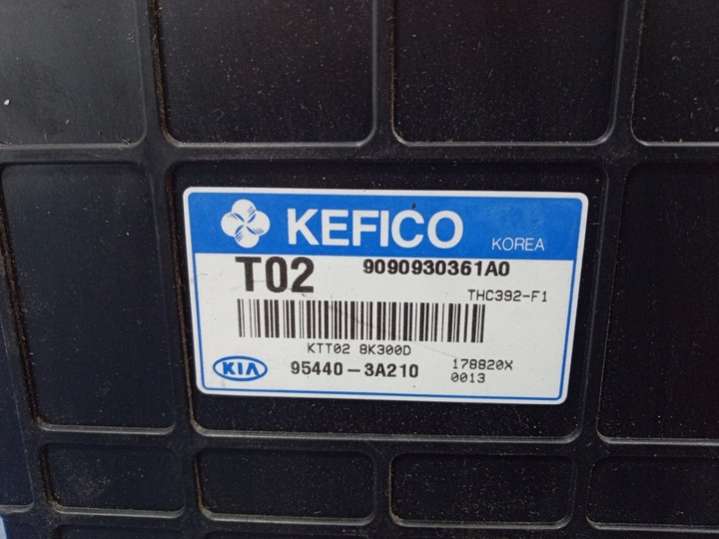 KEFICO KOREA
T02 9090930361A0
THC392-F1
KTT02 8K300D
KIA 95440-3A210 178820X
0013